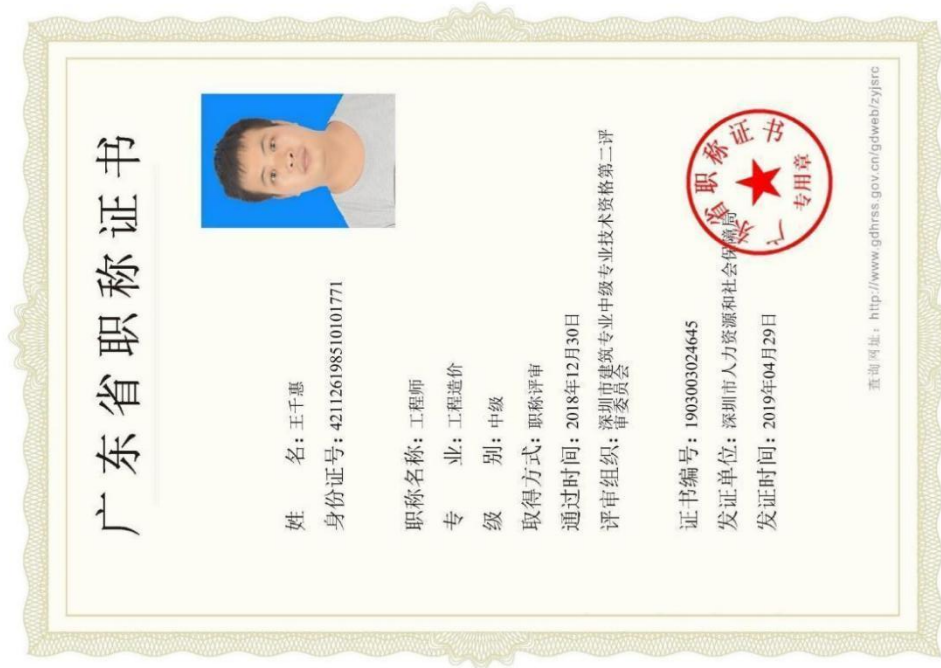 广东省职称证书
姓 名：王千惠
身份证号：421126198510101771
职称名称：工程师
专 业：工程造价
级 别：中级
取得方式：职称评审
通过时间：2018年12月30日
评审组织：深圳市建筑专业中级专业技术资格第二评
审委员会
证书编号：1903003024645
发证单位：深圳市人力资源和社会保障局
发证时间：2019年04月29日
广东省职称证书
专用章
查询网址：http://www.gdhrss.gov.cn/gdweb/zyjsrc